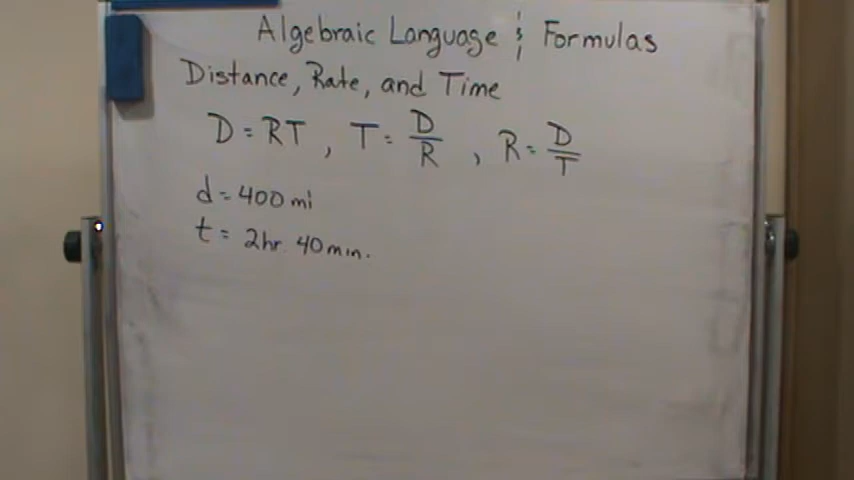 Algebraic Language & Formulas
Distance, Rate, and Time
D = RT , T = D/R , R = D/T
d = 400 mi
t = 2hr 40min.